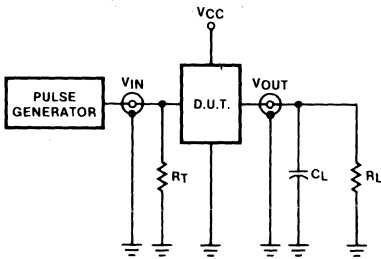 VCC
PULSE
GENERATOR
VIN
D.U.T.
VOUT
RT
CL
RL